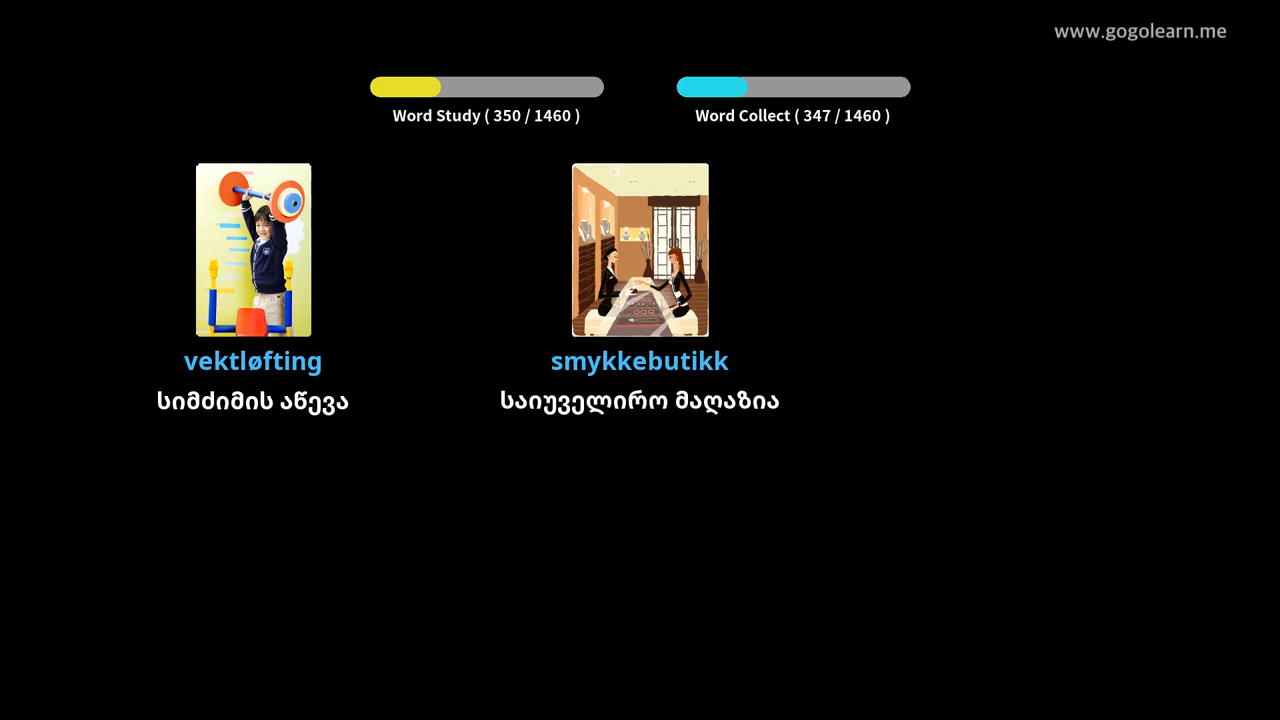 www.gogolearn.me
Word Study ( 350 / 1460 )
Word Collect ( 347 / 1460 )
vektløfting
სიმძიმის აწევა
smykkebutikk
საიუველირო მაღაზია